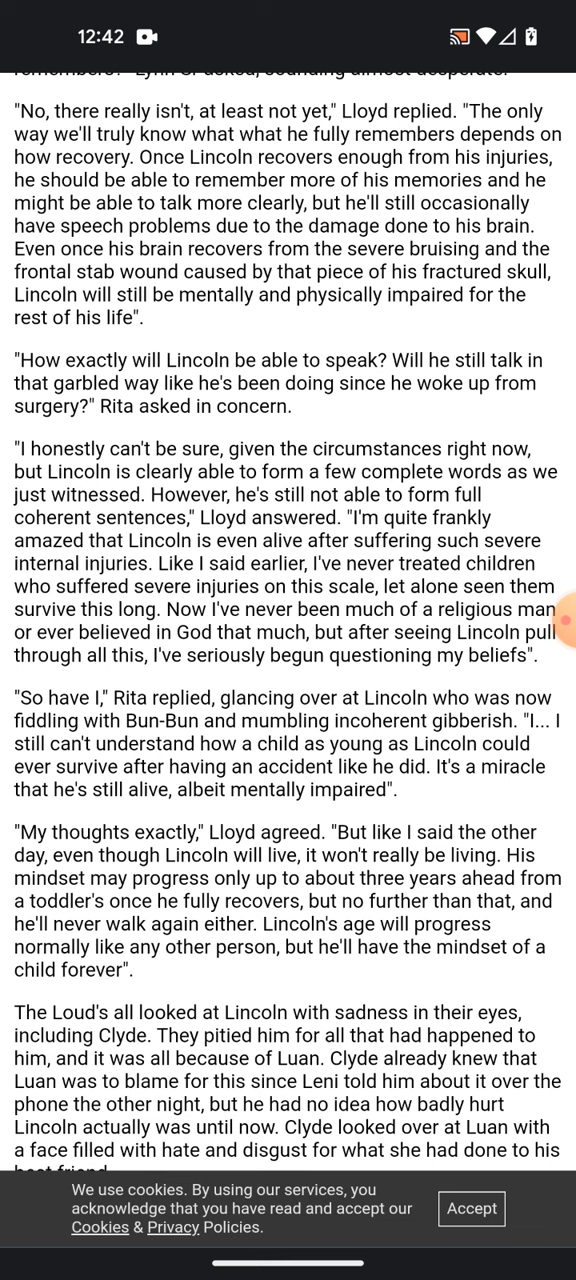 12:42
"No, there really isn't, at least not yet," Lloyd replied. "The only
way we'll truly know what what he fully remembers depends on
how recovery. Once Lincoln recovers enough from his injuries,
he should be able to remember more of his memories and he
might be able to talk more clearly, but he'll still occasionally
have speech problems due to the damage done to his brain.
Even once his brain recovers from the severe bruising and the
frontal stab wound caused by that piece of his fractured skull,
Lincoln will still be mentally and physically impaired for the
rest of his life".
"How exactly will Lincoln be able to speak? Will he still talk in
that garbled way like he's been doing since he woke up from
surgery?" Rita asked in concern.
"I honestly can't be sure, given the circumstances right now,
but Lincoln is clearly able to form a few complete words as we
just witnessed. However, he's still not able to form full
coherent sentences," Lloyd answered. "I'm quite frankly
amazed that Lincoln is even alive after suffering such severe
internal injuries. Like I said earlier, I've never treated children
who suffered severe injuries on this scale, let alone seen them
survive this long. Now I've never been much of a religious man
or ever believed in God that much, but after seeing Lincoln pull
through all this, I've seriously begun questioning my beliefs".
"So have I," Rita replied, glancing over at Lincoln who was now
fiddling with Bun-Bun and mumbling incoherent gibberish. "I... I
still can't understand how a child as young as Lincoln could
ever survive after having an accident like he did. It's a miracle
that he's still alive, albeit mentally impaired".
"My thoughts exactly," Lloyd agreed. "But like I said the other
day, even though Lincoln will live, it won't really be living. His
mindset may progress only up to about three years ahead from
a toddler's once he fully recovers, but no further than that, and
he'll never walk again either. Lincoln's age will progress
normally like any other person, but he'll have the mindset of a
child forever".
The Loud's all looked at Lincoln with sadness in their eyes,
including Clyde. They pitied him for all that had happened to
him, and it was all because of Luan. Clyde already knew that
Luan was to blame for this since Leni told him about it over the
phone the other night, but he had no idea how badly hurt
Lincoln actually was until now. Clyde looked over at Luan with
a face filled with hate and disgust for what she had done to his
We use cookies. By using our services, you
acknowledge that you have read and accept our
Cookies & Privacy Policies.
Accept